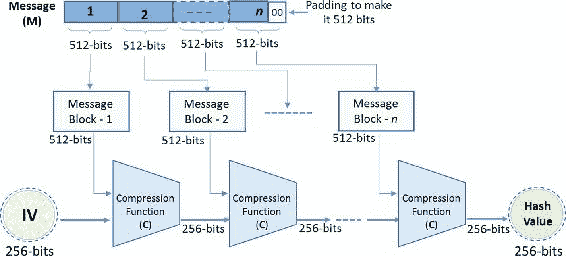 Message
(M)
1
2
n
00
Padding to make
it 512 bits
512-bits
512-bits
512-bits
512-bits
Message
Block - 1
Message
Block - 2
Message
Block- n
512-bits
512-bits
512-bits
IV
256-bits
Compression
Function
(C)
256-bits
Compression
Function
(C)
256-bits
256-bits
Compression
Function
(C)
256-bits
Hash
value
256-bits